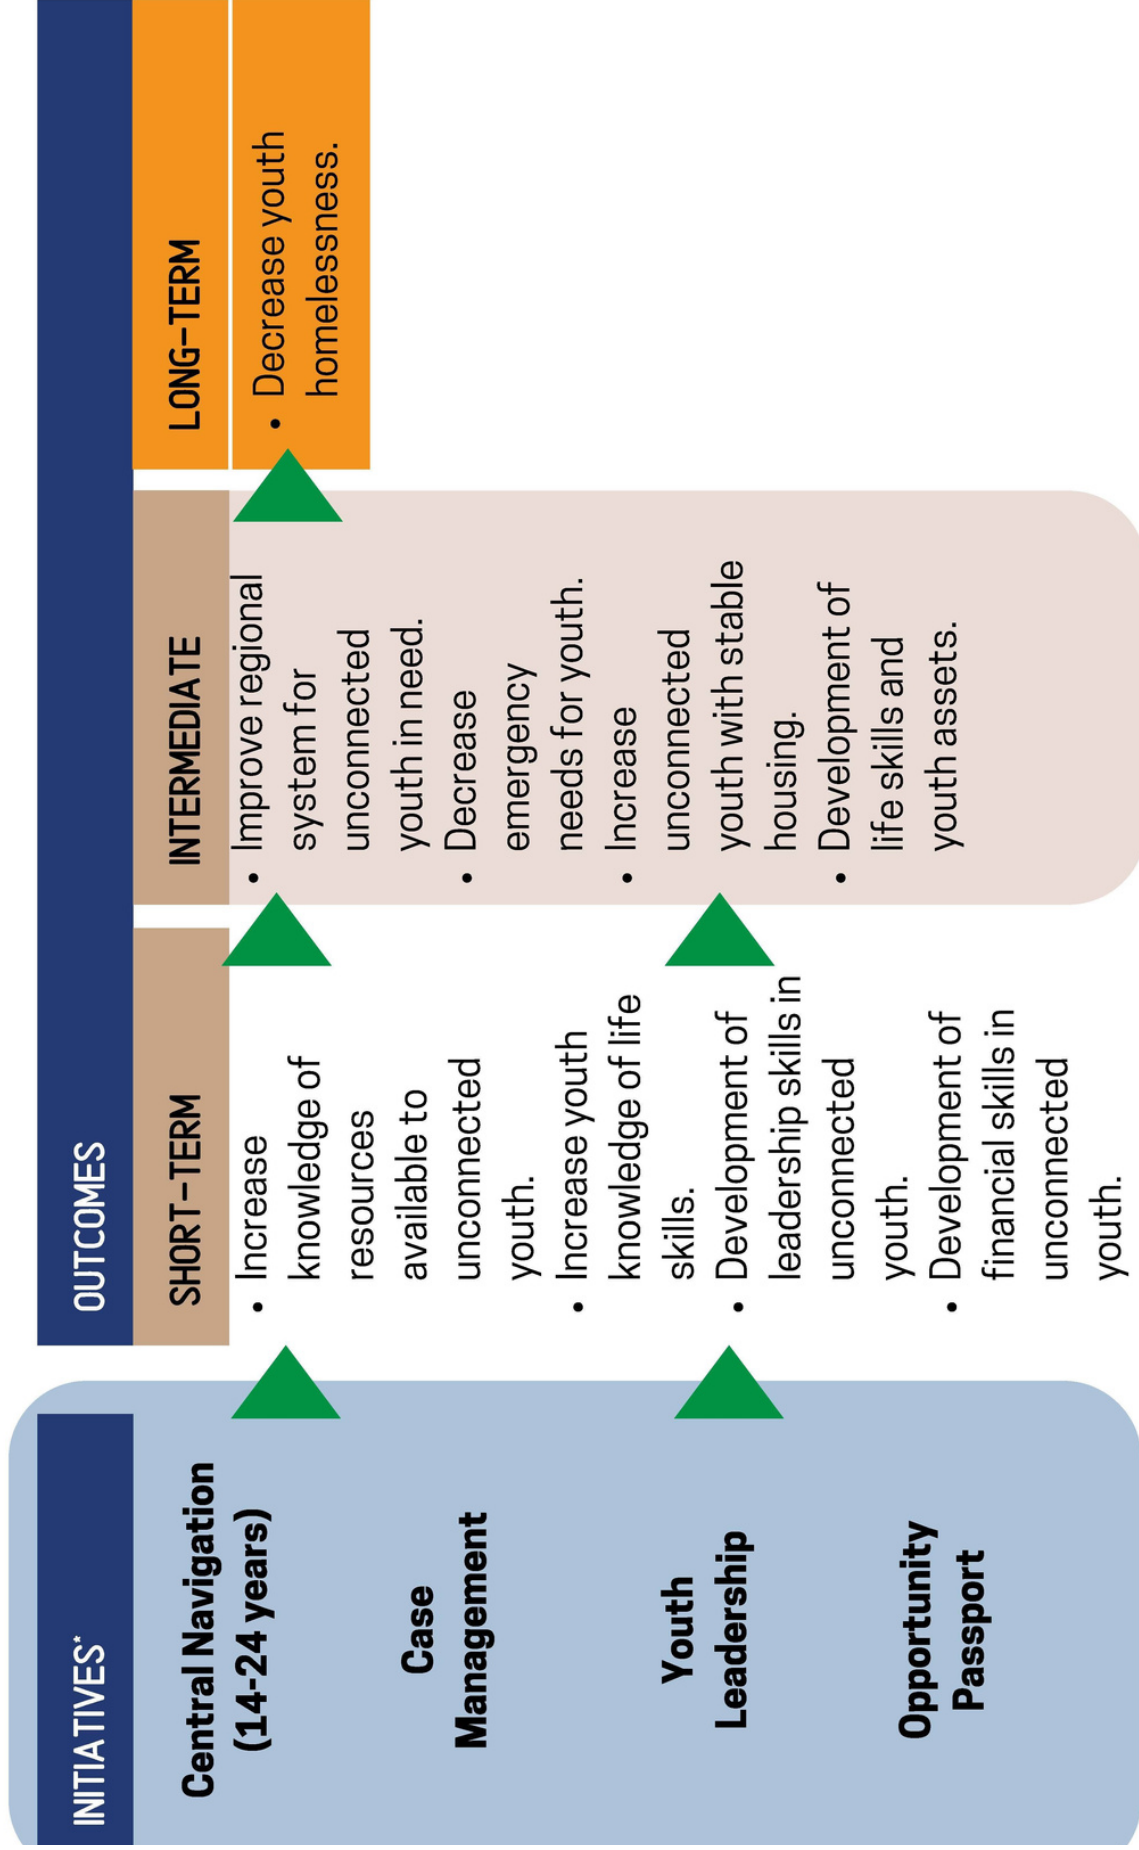 INITIATIVES*
Central Navigation
(14-24 years)
Case
Management
Youth
Leadership
Opportunity
Passport
OUTCOMES
SHORT-TERM
• Increase
knowledge of
resources
available to
unconnected
youth.
• Increase youth
knowledge of life
skills.
• Development of
leadership skills in
unconnected
youth.
• Development of
financial skills in
unconnected
youth.
INTERMEDIATE
• Improve regional
system for
unconnected
youth in need.
• Decrease
emergency
needs for youth.
• Increase
unconnected
youth with stable
housing.
• Development of
life skills and
youth assets.
LONG-TERM
• Decrease youth
homelessness.